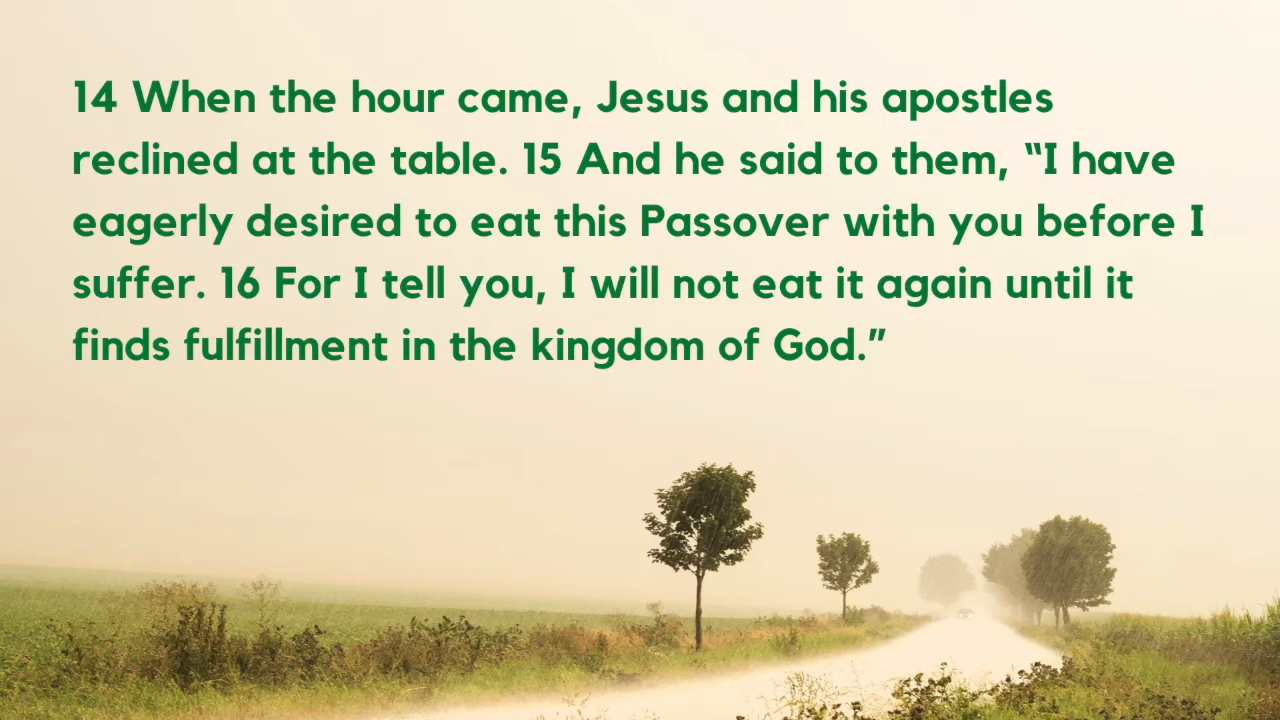 14 When the hour came, Jesus and his apostles
reclined at the table. 15 And he said to them, “I have
eagerly desired to eat this Passover with you before I
suffer. 16 For I tell you, I will not eat it again until it
finds fulfillment in the kingdom of God.”